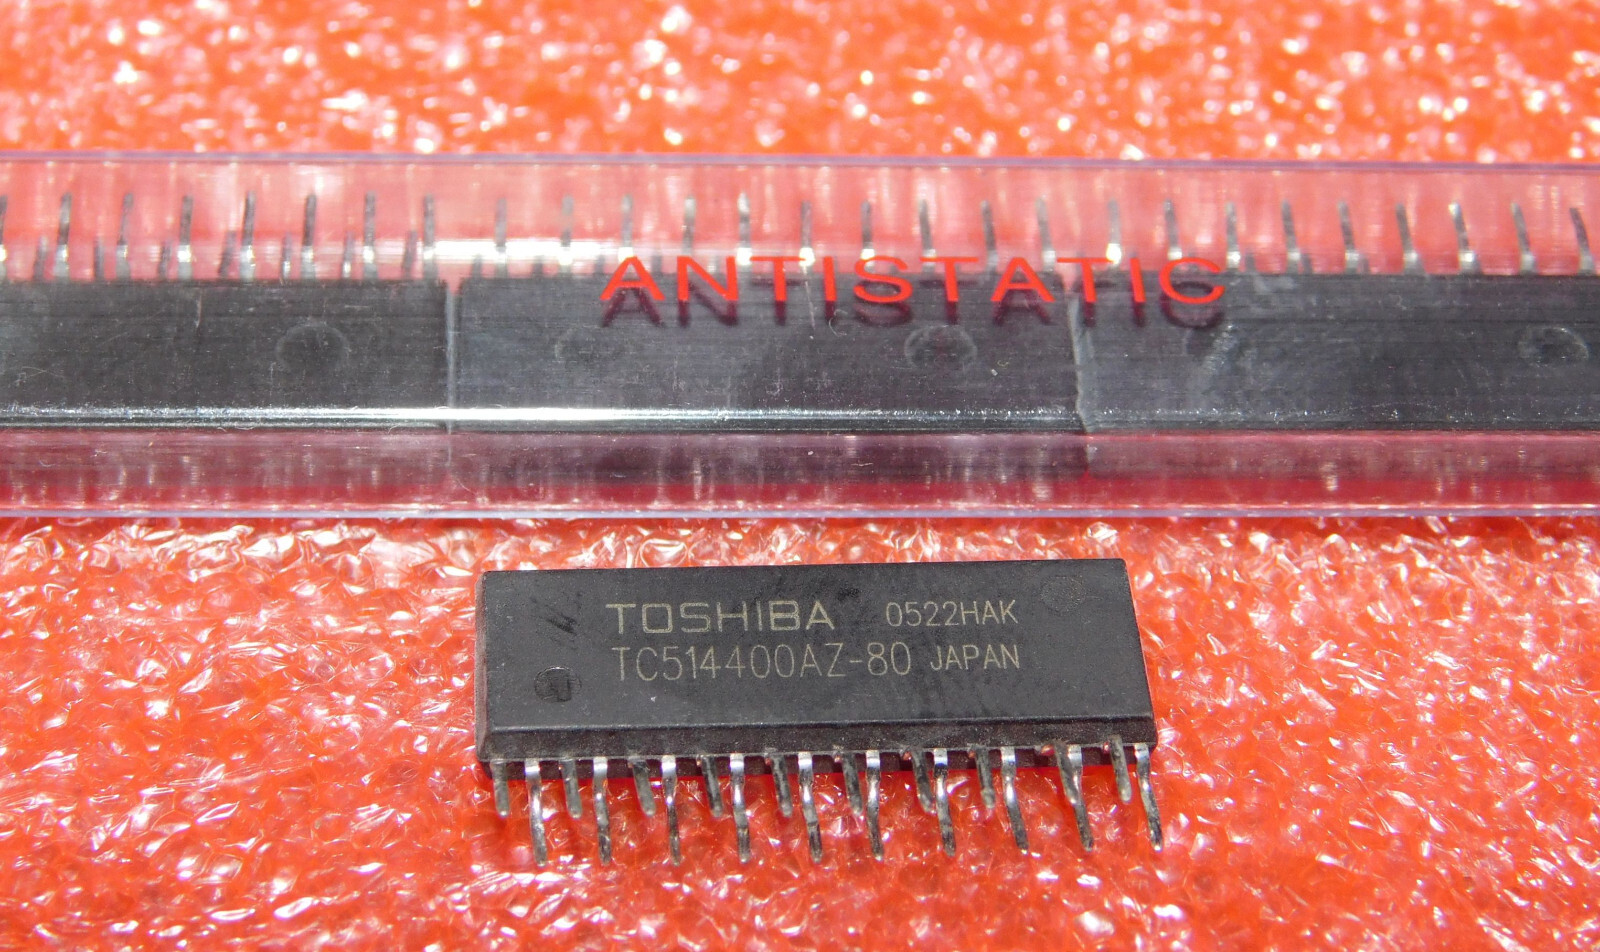 ANTISTATIC
TOSHIBA 0522HAK
TC514400AZ-80 JAPAN